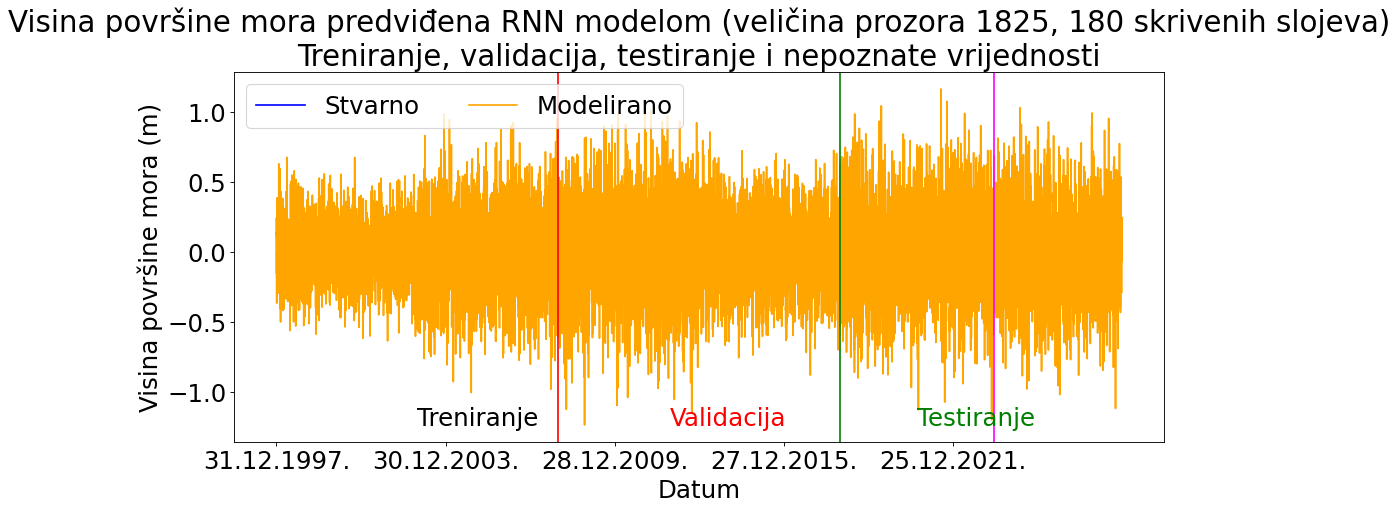 Visina površine mora predviđena RNN modelom (veličina prozora 1825, 180 skrivenih slojeva)
Treniranje, validacija, testiranje i nepoznate vrijednosti
Stvarno
Modelirano
Visina površine mora (m)
1.0
0.5
0.0
−0.5
−1.0
Treniranje
Validacija
Testiranje
31.12.1997.
30.12.2003.
28.12.2009.
27.12.2015.
25.12.2021.
Datum